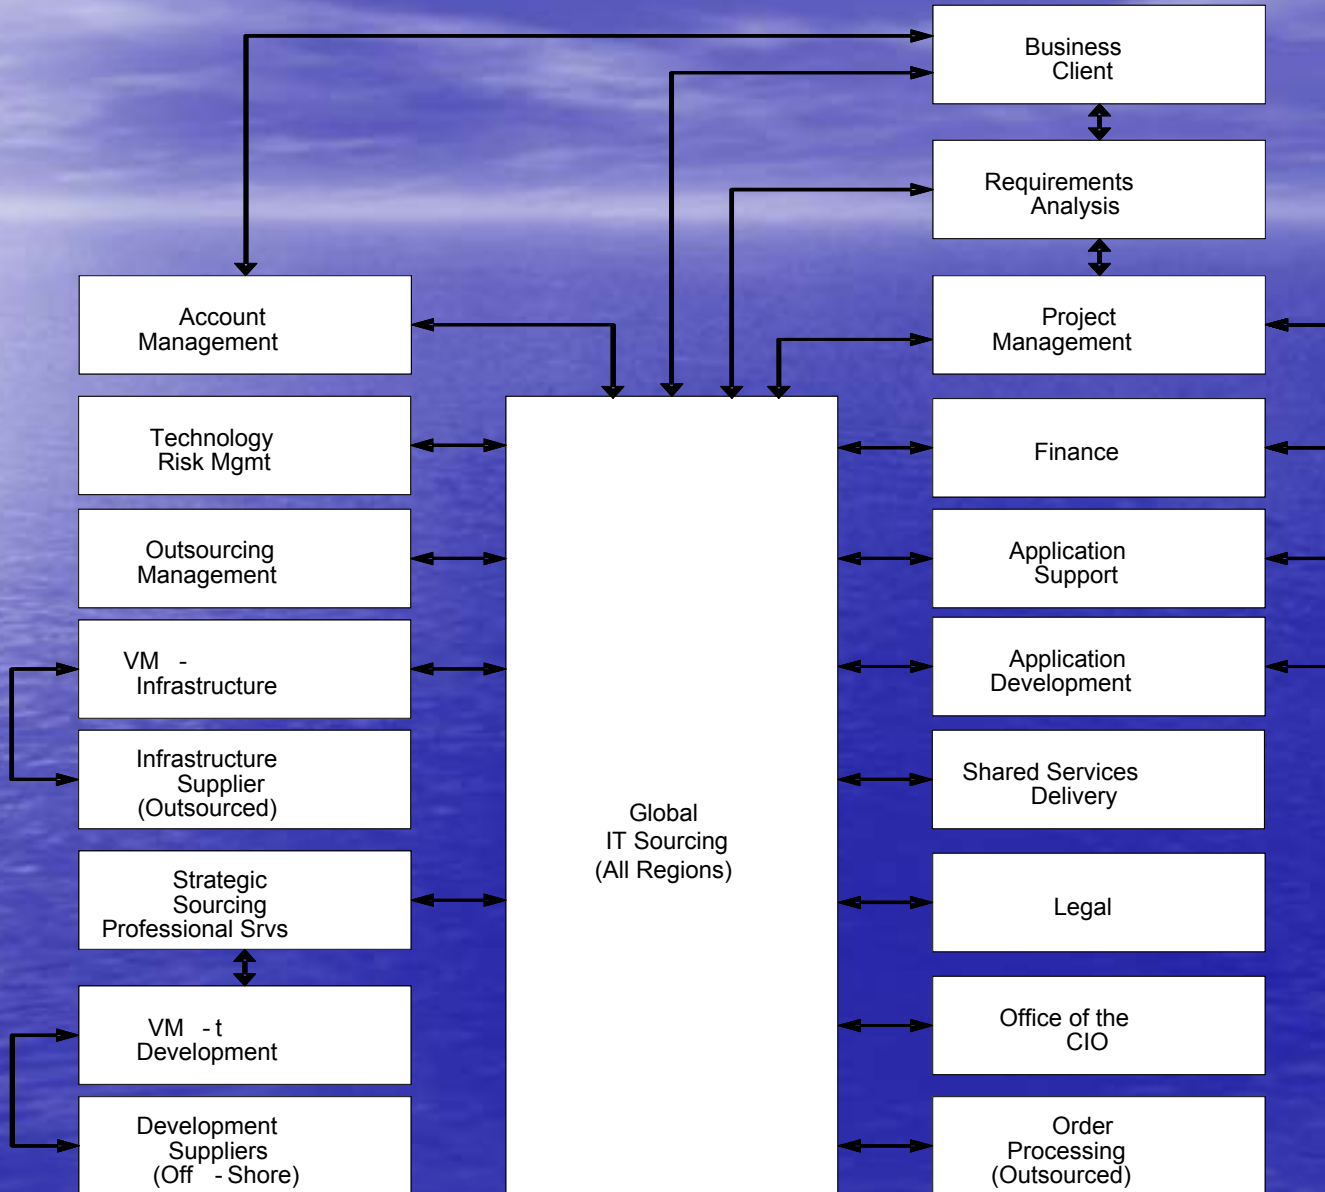 Business
Client
Requirements
Analysis
Account
Management
Project
Management
Technology
Risk Mgmt
Finance
Outsourcing
Management
Application
Support
VM -
Infrastructure
Application
Development
Infrastructure
Supplier
(Outsourced)
Shared Services
Delivery
Global
IT Sourcing
(All Regions)
Strategic
Sourcing
Professional Srvs
Legal
VM - t
Development
Office of the
CIO
Development
Suppliers
(Off - Shore)
Order
Processing
(Outsourced)